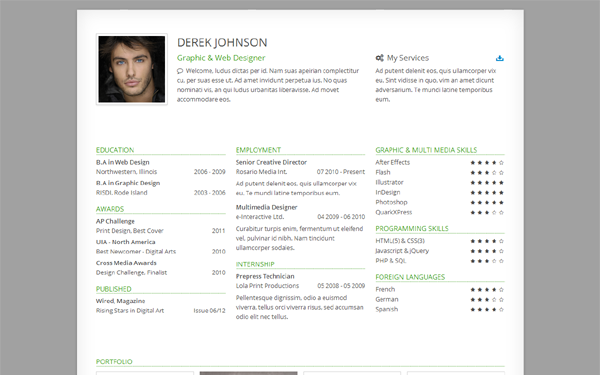 DEREK JOHNSON
Graphic & Web Designer
Welcome, ludus dictas per id. Nam suas apeirian complectitur
cu, per suas esse ut. Ad amet invidunt perpetua ius. No quas
nominati vis, an qui ludus urbanitas liberavisse. Ad movet
accommodare eos.
My Services
Ad putent delenit eos, quis ullamcorper vix
eu. Sint vidisse in quo, vim an amet dicunt
adversarium. Te munti latine temporibus
eum.
EDUCATION
B.A in Web Design
Northwestern, Illinois 2006 - 2009
B.A in Graphic Design
RISDI, Rode Island 2003 - 2006
AWARDS
AP Challenge
Print Design, Best Cover 2011
UIA - North America
Best Newcomer - Digital Arts 2010
Cross Media Awards
Design Challenge, Finalist 2010
PUBLISHED
Wired, Magazine
Rising Stars in Digital Art Issue 06/12
EMPLOYMENT
Senior Creative Director
Rosario Media Int. 07 2010 - Present
Ad putent delenit eos, quis ullamcorper vix
eu. Te munti latine temporibus eum.
Multimedia Designer
e-Interactive Ltd. 04 2009 - 06 2010
Curabitur turpis enim, fermentum ut eleifend
vel, pulvinar id nibh. Nam tincidunt
ullamcorper sodales.
INTERNSHIP
Prepress Technician
Lola Print Productions 05 2008 - 05 2009
Pellentesque dignissim, odio a euismod
viverra, tellus orci viverra risus, sed accumsan
odio elit nec tellus.
GRAPHIC & MULTI MEDIA SKILLS
After Effects
Flash
Illustrator
InDesign
Photoshop
QuarkXPress
PROGRAMMING SKILLS
HTML(5) & CSS(3)
Javascript & jQuery
PHP & SQL
FOREIGN LANGUAGES
French
German
Spanish
PORTFOLIO